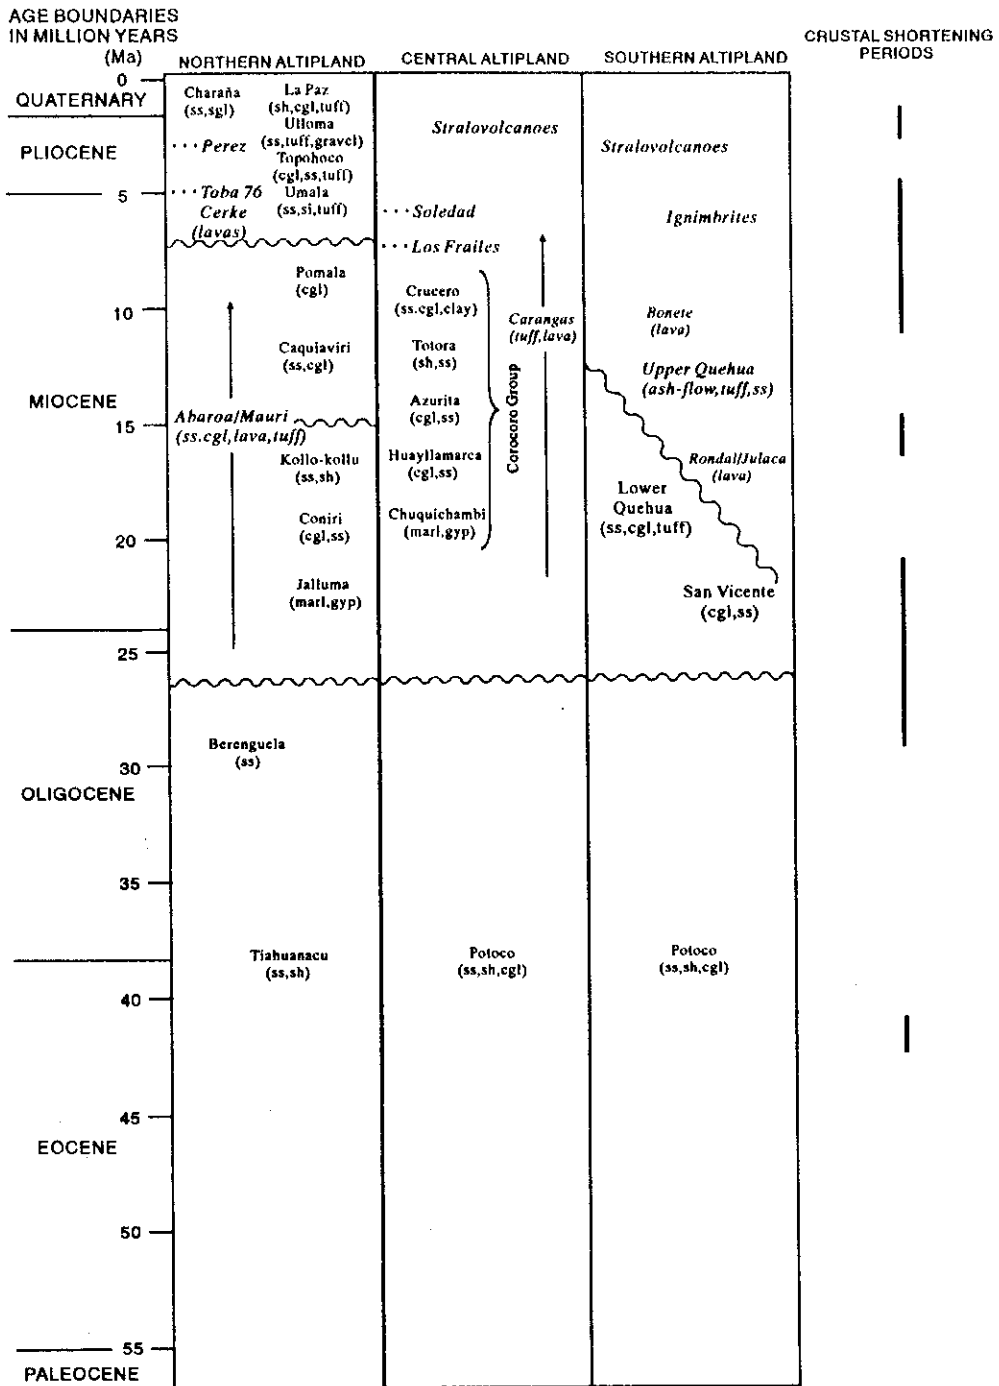 AGE BOUNDARIES
IN MILLION YEARS
(Ma)
NORTHERN ALTIPLAND
CENTRAL ALTIPLAND
SOUTHERN ALTIPLAND
CRUSTAL SHORTENING
PERIODS
0
QUATERNARY
PLIOCENE
5
10
MIOCENE
15
20
25
30
OLIGOCENE
35
40
45
EOCENE
50
55
PALEOCENE
Charaña
(ss,sgl)
La Paz
(sh,cgl,tuff)
Ulloma
(ss,tuff,gravel)
Perez
Topohoco
(cgl,ss,tuff)
Toba 76
Cerke
(lavas)
Umala
(ss,si,tuff)
Pomala
(cgl)
Caquiaviri
(ss,cgl)
Abaroa/Mauri
(ss.cgl,lava,tuff)
Kollo-kollu
(ss,sh)
Coniri
(cgl,ss)
Jalluma
(marl,gyp)
Berenguela
(ss)
Tiahuanacu
(ss,sh)
Stralovolcanoes
Soledad
Los Frailes
Crucero
(ss.cgl,clay)
Totora
(sh,ss)
Azurita
(cgl,ss)
Huayllamarca
(cgl,ss)
Chuquichambi
(marl,gyp)
Corocoro Group
Carangas
(tuff,lava)
Potoco
(ss,sh,cgl)
Stralovolcanoes
Ignimbrites
Bonete
(lava)
Upper Quehua
(ash-flow,tuff,ss)
Rondal/Julaca
(lava)
Lower
Quehua
(ss,cgl,tuff)
San Vicente
(cgl,ss)
Potoco
(ss,sh,cgl)